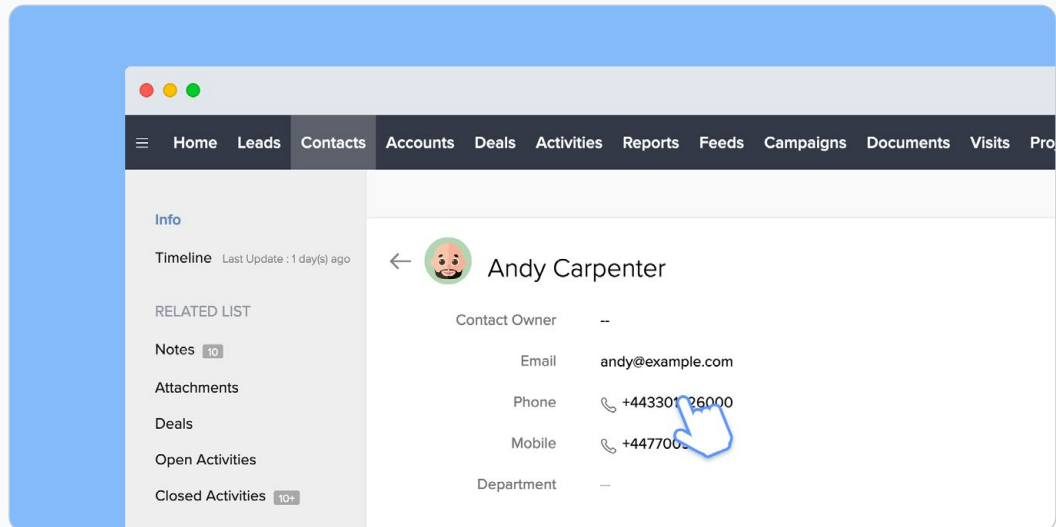 Home Leads Contacts Accounts Deals Activities Reports Feeds Campaigns Documents Visits
Info
Timeline Last Update : 1 day(s) ago
RELATED LIST
Notes 10
Attachments
Deals
Open Activities
Closed Activities 10+
Andy Carpenter
Contact Owner --
Email andy@example.com
Phone
Mobile
Department –